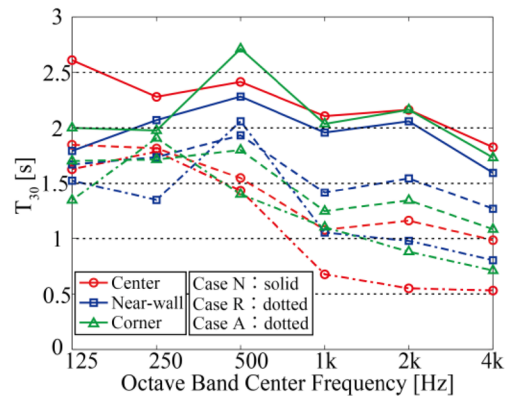 3
2.5
2
1.5
1
0.5
0
T30 [s]
Center
Near-wall
Corner
Case N：solid
Case R：dotted
Case A：dotted
125 250 500 1k 2k 4k
Octave Band Center Frequency [Hz]